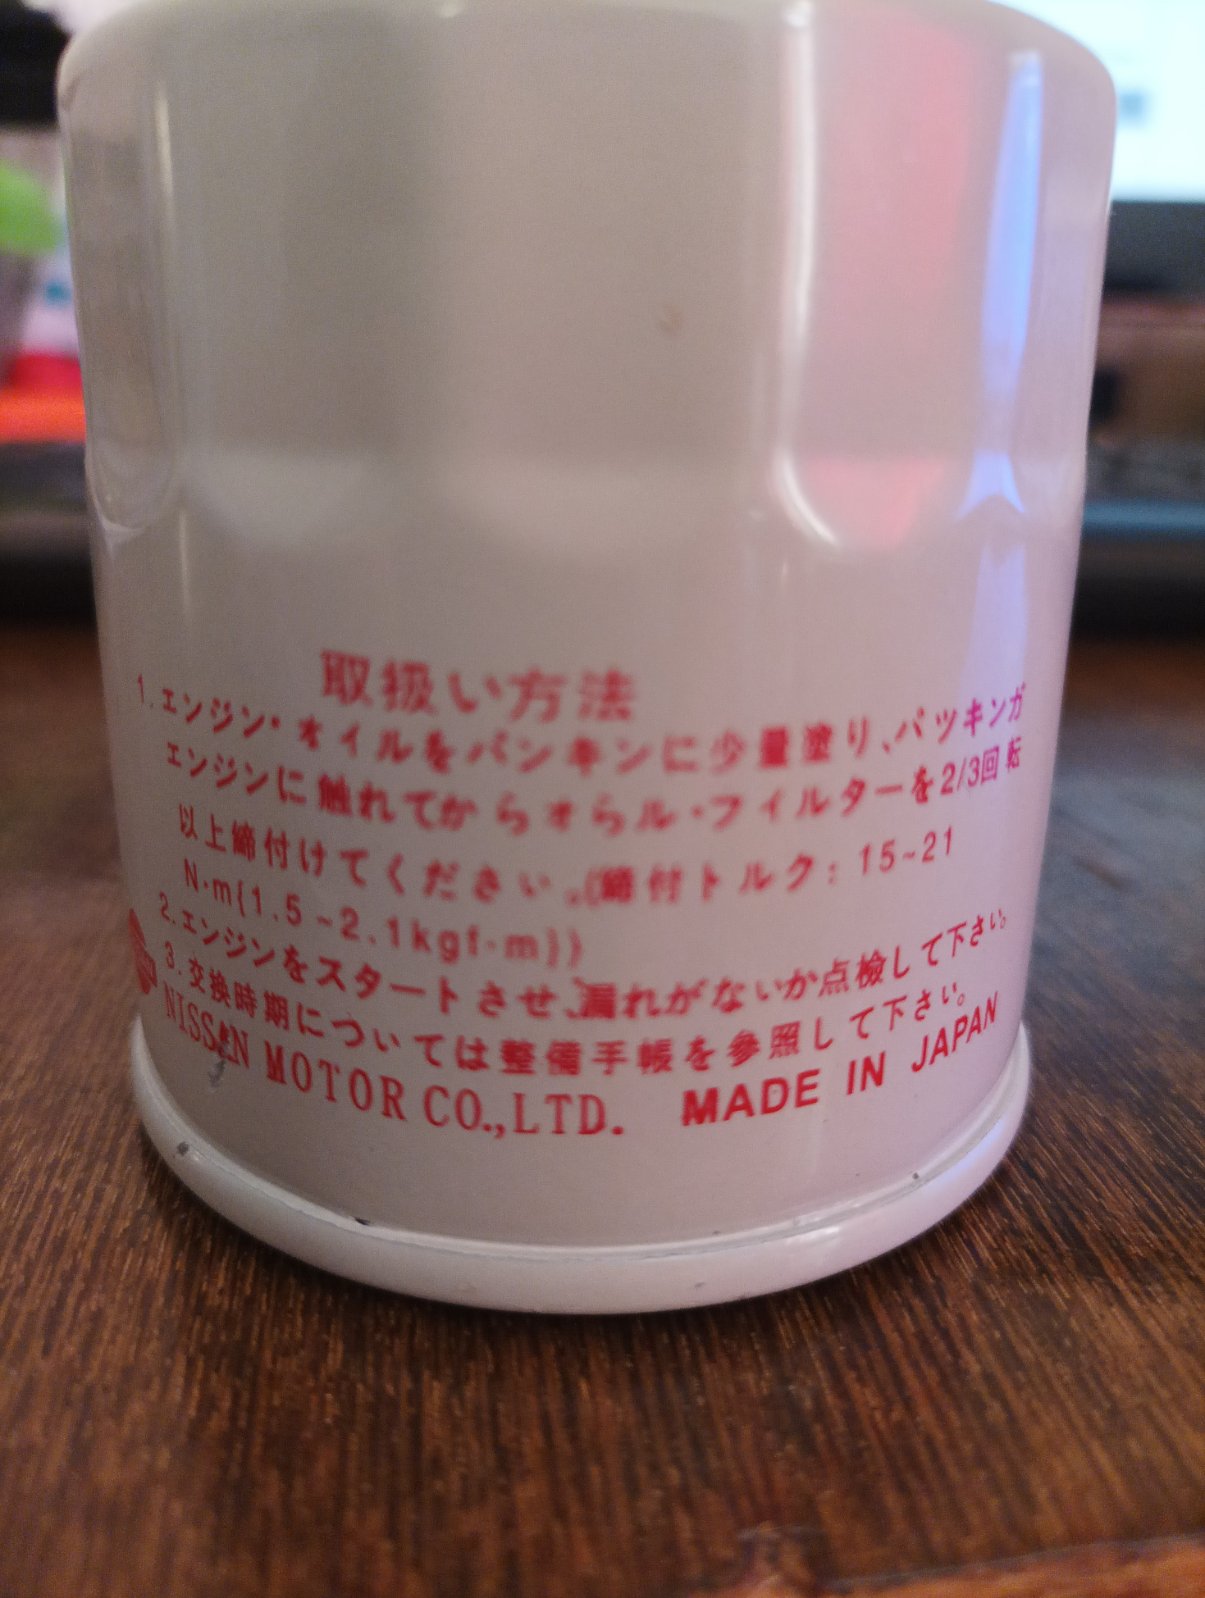 取扱い方法
1.エンジン・オイルをパンキンに少量塗り、パツキンガ
エンジンに触れてからオらル・フィルターを2/3回転
以上締付けてください。(締付トルク: 15~21
N·m(1.5~2.1kgf·m))
2.エンジンをスタートさせ、漏れがないか点検して下さい。
3.交換時期については整備手帳を参照して下さい。
NISSAN MOTOR CO.,LTD. MADE IN JAPAN